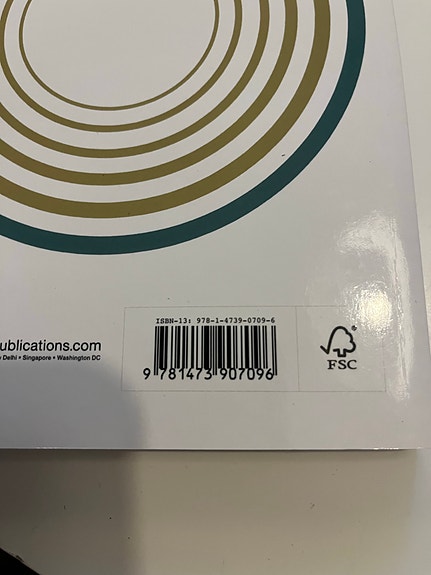 ublications.com
Delhi • Singapore • Washington DC
ISBN-13: 978-1-4739-0709-6
9 781473 907096
FSC